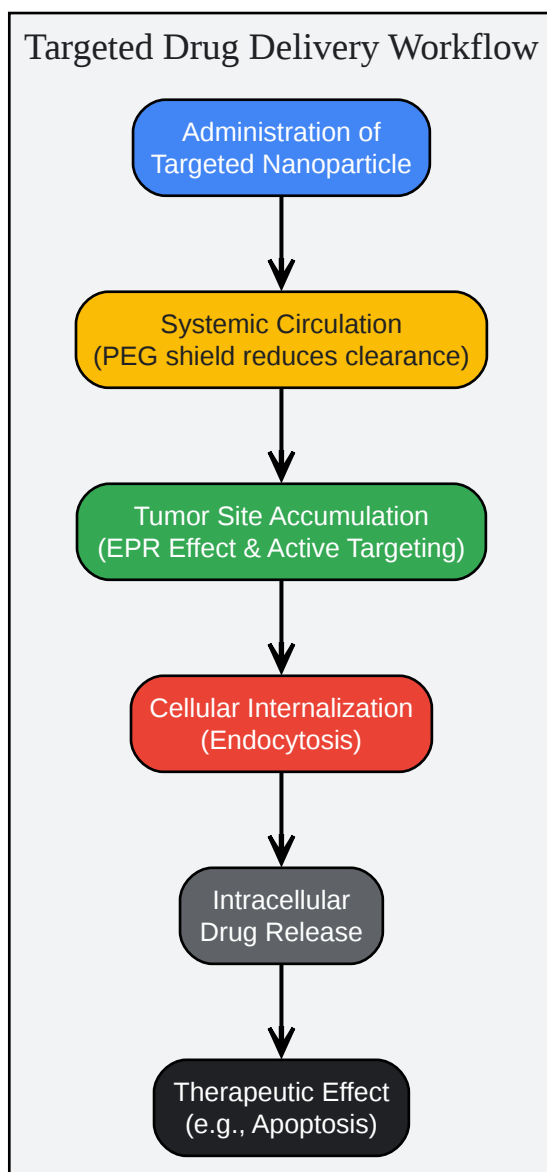 Targeted Drug Delivery Workflow
Administration of
Targeted Nanoparticle
Systemic Circulation
(PEG shield reduces clearance)
Tumor Site Accumulation
(EPR Effect & Active Targeting)
Cellular Internalization
(Endocytosis)
Intracellular
Drug Release
Therapeutic Effect
(e.g., Apoptosis)